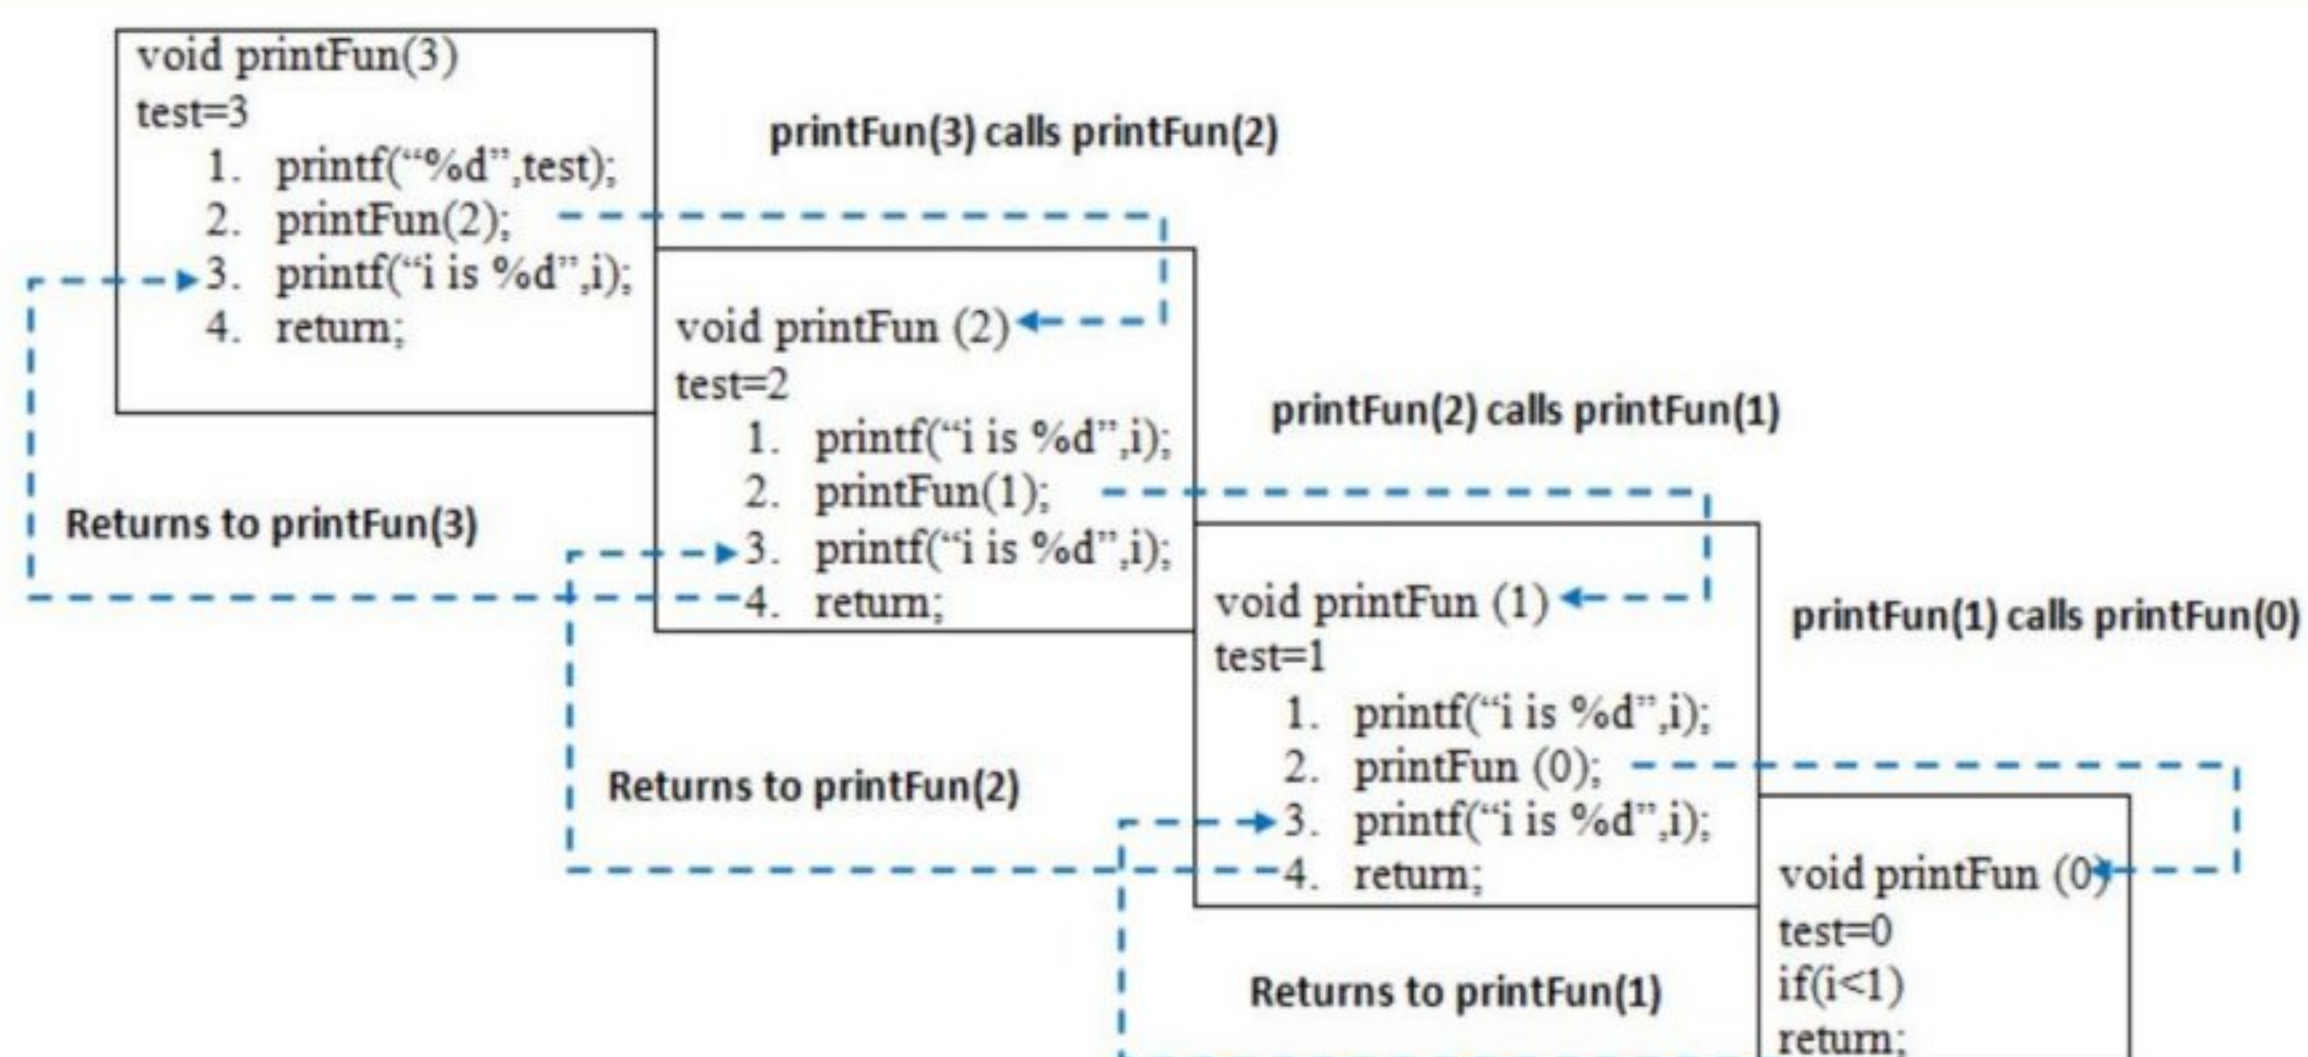 void printFun(3)
test=3
1. printf(“%d”,test);
2. printFun(2);
3. printf(“i is %d”,i);
4. return;
printFun(3) calls printFun(2)
void printFun (2)
test=2
1. printf(“i is %d”,i);
2. printFun(1);
3. printf(“i is %d”,i);
4. return;
Returns to printFun(3)
printFun(2) calls printFun(1)
void printFun (1)
test=1
1. printf(“i is %d”,i);
2. printFun (0);
3. printf(“i is %d”,i);
4. return;
Returns to printFun(2)
printFun(1) calls printFun(0)
void printFun (0)
test=0
if(i<1)
return;
Returns to printFun(1)